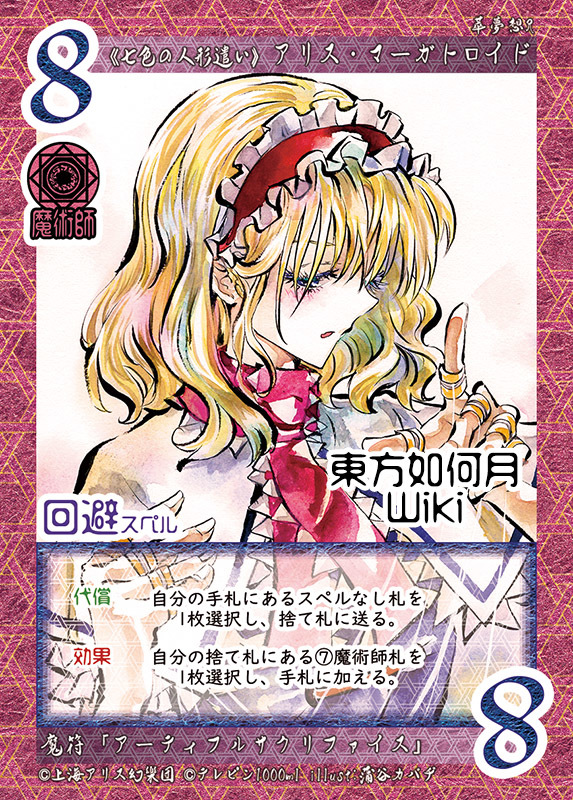 萃夢想見
8
《七色の人形遣い》 アリス・マーガトロイド
魔術師
東方如何月
Wiki
回避スペル
代償 自分の手札にあるスペルなし札を
1枚選択し、捨て札に送る。
効果 自分の捨て札にある⑦魔術師札を
1枚選択し、手札に加える。
8
魔符「アーティフルサクリファイス」
©上海アリス幻樂団 ©テレビン1000ml illust:蒲谷カバヂ